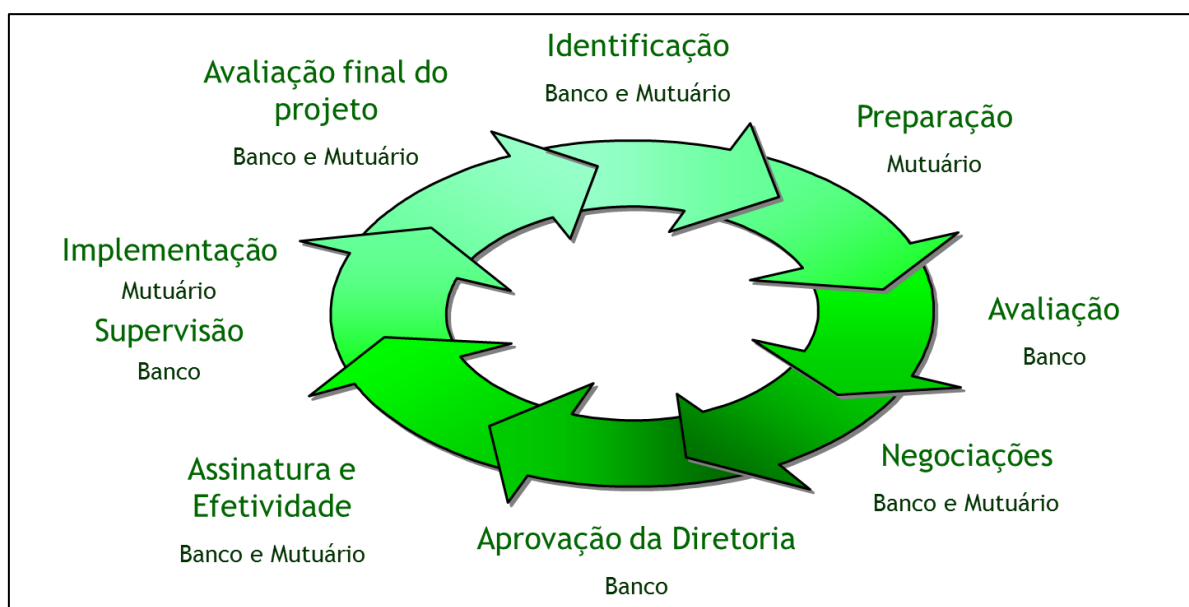 Identificação
Banco e Mutuário
Preparação
Mutuário
Avaliação
Banco
Negociações
Banco e Mutuário
Aprovação da Diretoria
Banco
Assinatura e
Efetividade
Banco e Mutuário
Implementação
Mutuário
Supervisão
Banco
Avaliação final do
projeto
Banco e Mutuário